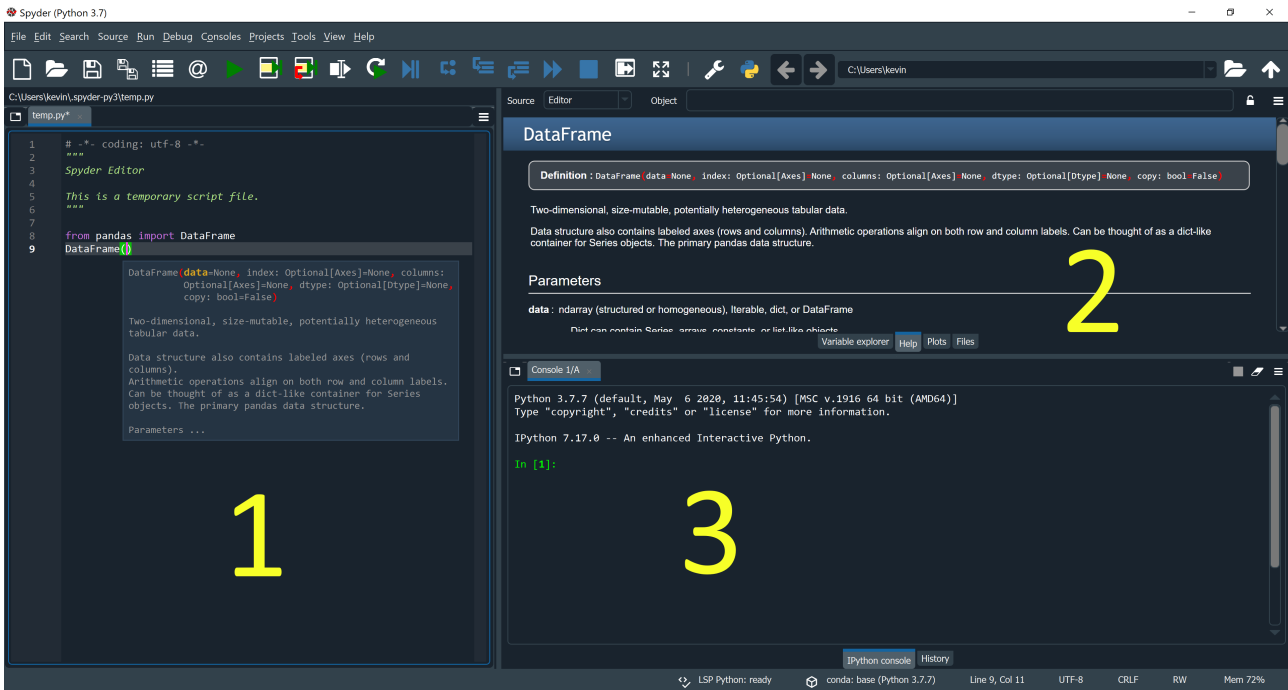 Spyder (Python 3.7)
File Edit Search Source Run Debug Consoles Projects Tools View Help
C:\Users\kevin
C:\Users\kevin\.spyder-py3\temp.py
temp.py*
1 # -*- coding: utf-8 -*-
2 """
3 Spyder Editor
4
5 This is a temporary script file.
6 """
7
8 from pandas import DataFrame
9 DataFrame()
DataFrame(data=None, index: Optional[Axes]=None, columns:
Optional[Axes]=None, dtype: Optional[Dtype]=None,
copy: bool=False)
Two-dimensional, size-mutable, potentially heterogeneous
tabular data.
Data structure also contains labeled axes (rows and
columns).
Arithmetic operations align on both row and column labels.
Can be thought of as a dict-like container for Series
objects. The primary pandas data structure.
Parameters ...
1
Source Editor Object
DataFrame
Definition : DataFrame(data=None, index: Optional[Axes]=None, columns: Optional[Axes]=None, dtype: Optional[Dtype]=None, copy: bool=False)
Two-dimensional, size-mutable, potentially heterogeneous tabular data.
Data structure also contains labeled axes (rows and columns). Arithmetic operations align on both row and column labels. Can be thought of as a dict-like
container for Series objects. The primary pandas data structure.
Parameters
data : ndarray (structured or homogeneous), Iterable, dict, or DataFrame
Dict can contain Series, arrays, constants, or list-like objects
2
Variable explorer Help Plots Files
Console 1/A
Python 3.7.7 (default, May  6 2020, 11:45:54) [MSC v.1916 64 bit (AMD64)]
Type "copyright", "credits" or "license" for more information.
IPython 7.17.0 -- An enhanced Interactive Python.
In [1]:
3
IPython console History
LSP Python: ready conda: base (Python 3.7.7) Line 9, Col 11 UTF-8 CRLF RW Mem 72%